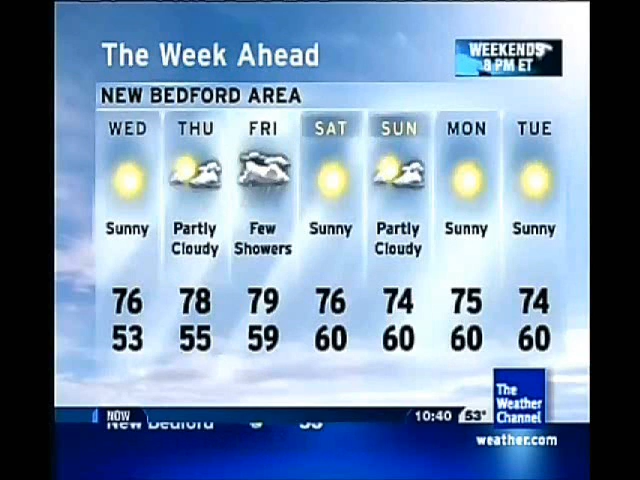 The Week Ahead
WEEKENDS
8 PM ET
NEW BEDFORD AREA
WED THU FRI SAT SUN MON TUE
Sunny Partly Cloudy Few Showers Sunny Partly Cloudy Sunny Sunny
76 78 79 76 74 75 74
53 55 59 60 60 60 60
The
Weather
Channel
NOW 10:40 53°
New Bedford
weather.com